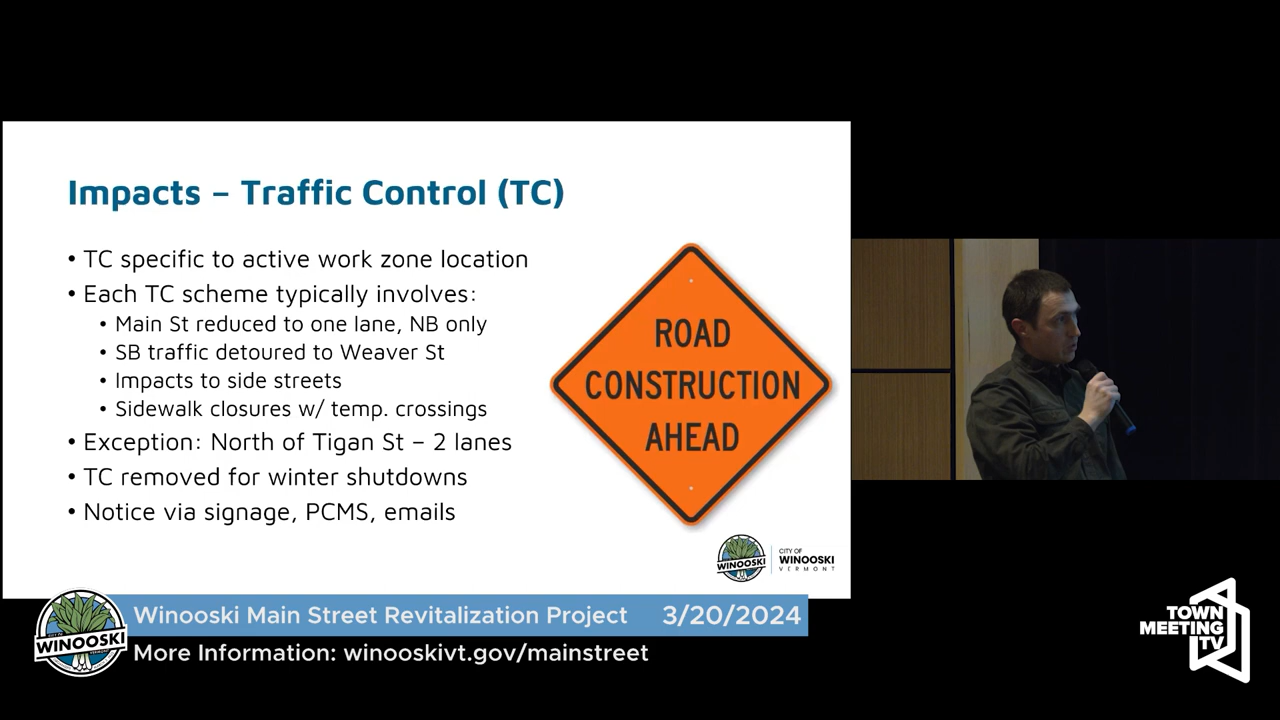 Impacts – Traffic Control (TC)
• TC specific to active work zone location
• Each TC scheme typically involves:
• Main St reduced to one lane, NB only
• SB traffic detoured to Weaver St
• Impacts to side streets
• Sidewalk closures w/ temp. crossings
• Exception: North of Tigan St – 2 lanes
• TC removed for winter shutdowns
• Notice via signage, PCMS, emails
ROAD
CONSTRUCTION
AHEAD
WINOOSKI
CITY OF
WINOOSKI
VERMONT
WINOOSKI
Winooski Main Street Revitalization Project 3/20/2024
More Information: winooskivt.gov/mainstreet
TOWN
MEETING
TV